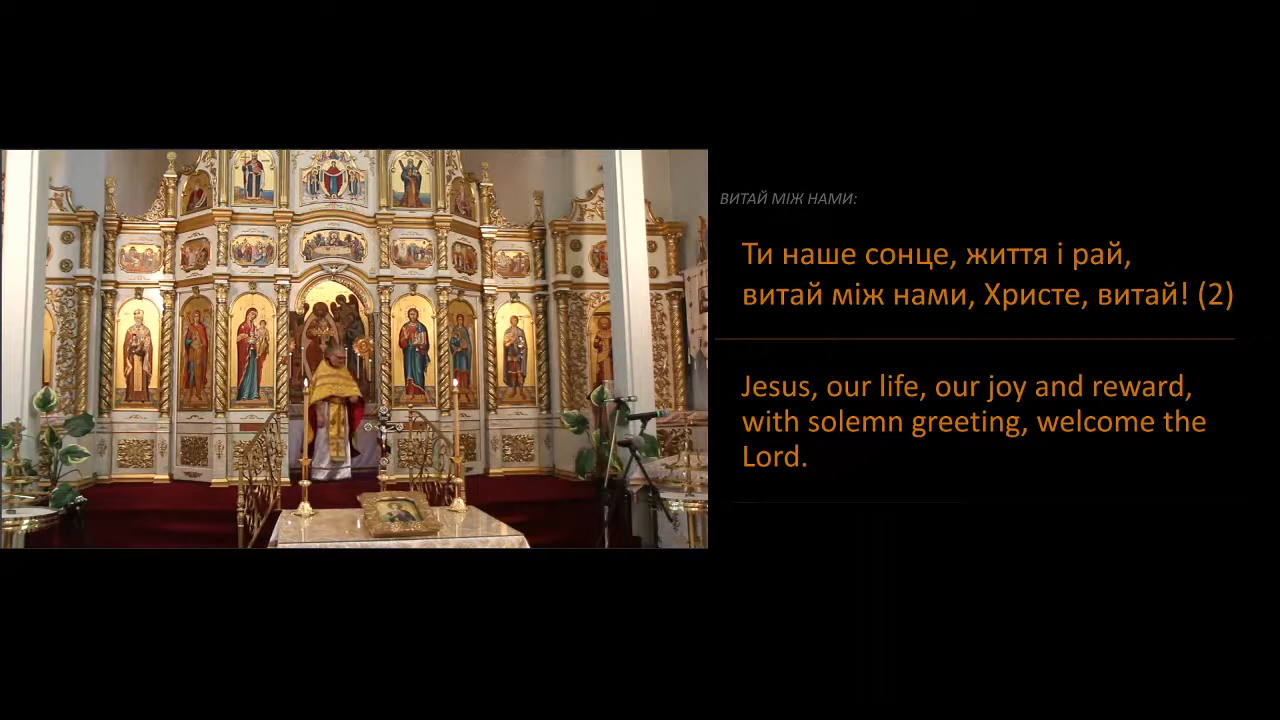 ВИТАЙ МІЖ НАМИ:
Ти наше сонце, життя і рай,
витай між нами, Христе, витай! (2)
Jesus, our life, our joy and reward,
with solemn greeting, welcome the
Lord.